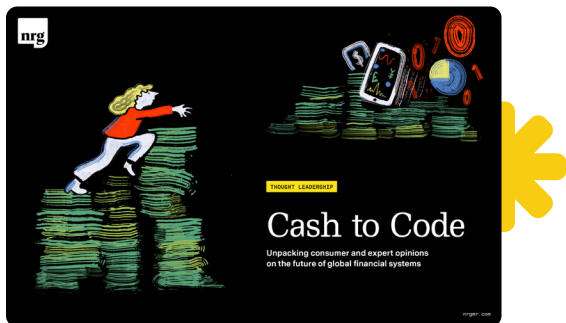 nrg
THOUGHT LEADERSHIP
Cash to Code
Unpacking consumer and expert opinions
on the future of global financial systems
nrgmr.com